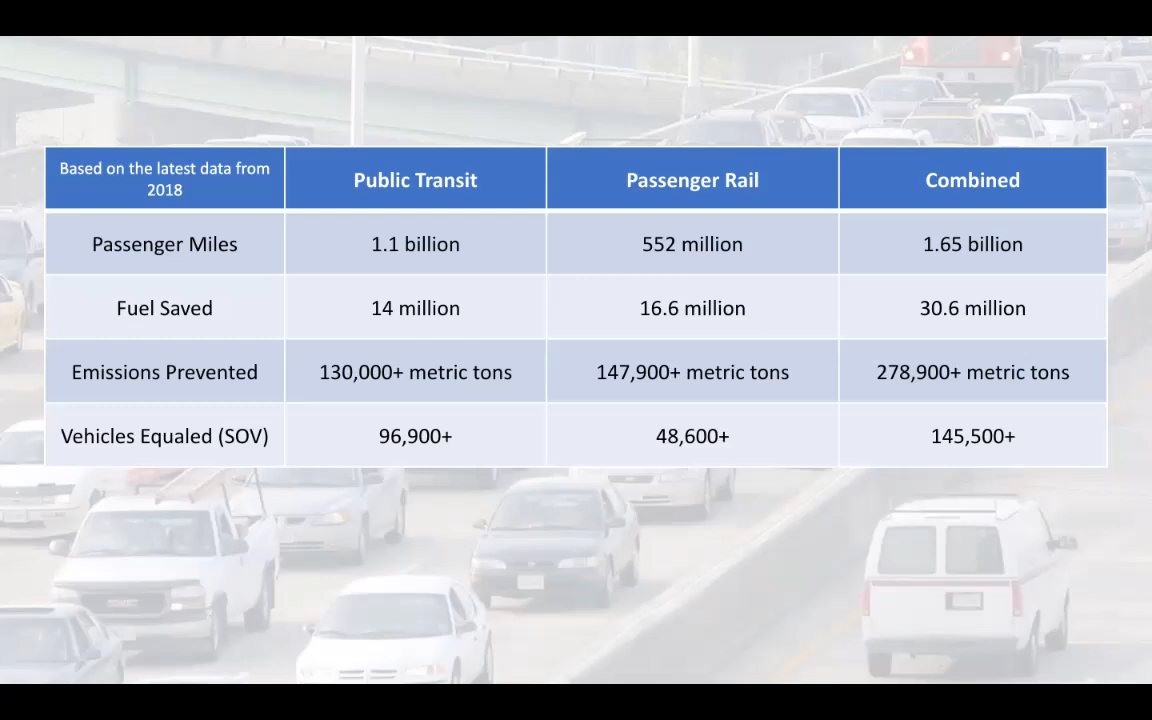 Based on the latest data from
2018
Public Transit
Passenger Rail
Combined
Passenger Miles
1.1 billion
552 million
1.65 billion
Fuel Saved
14 million
16.6 million
30.6 million
Emissions Prevented
130,000+ metric tons
147,900+ metric tons
278,900+ metric tons
Vehicles Equaled (SOV)
96,900+
48,600+
145,500+